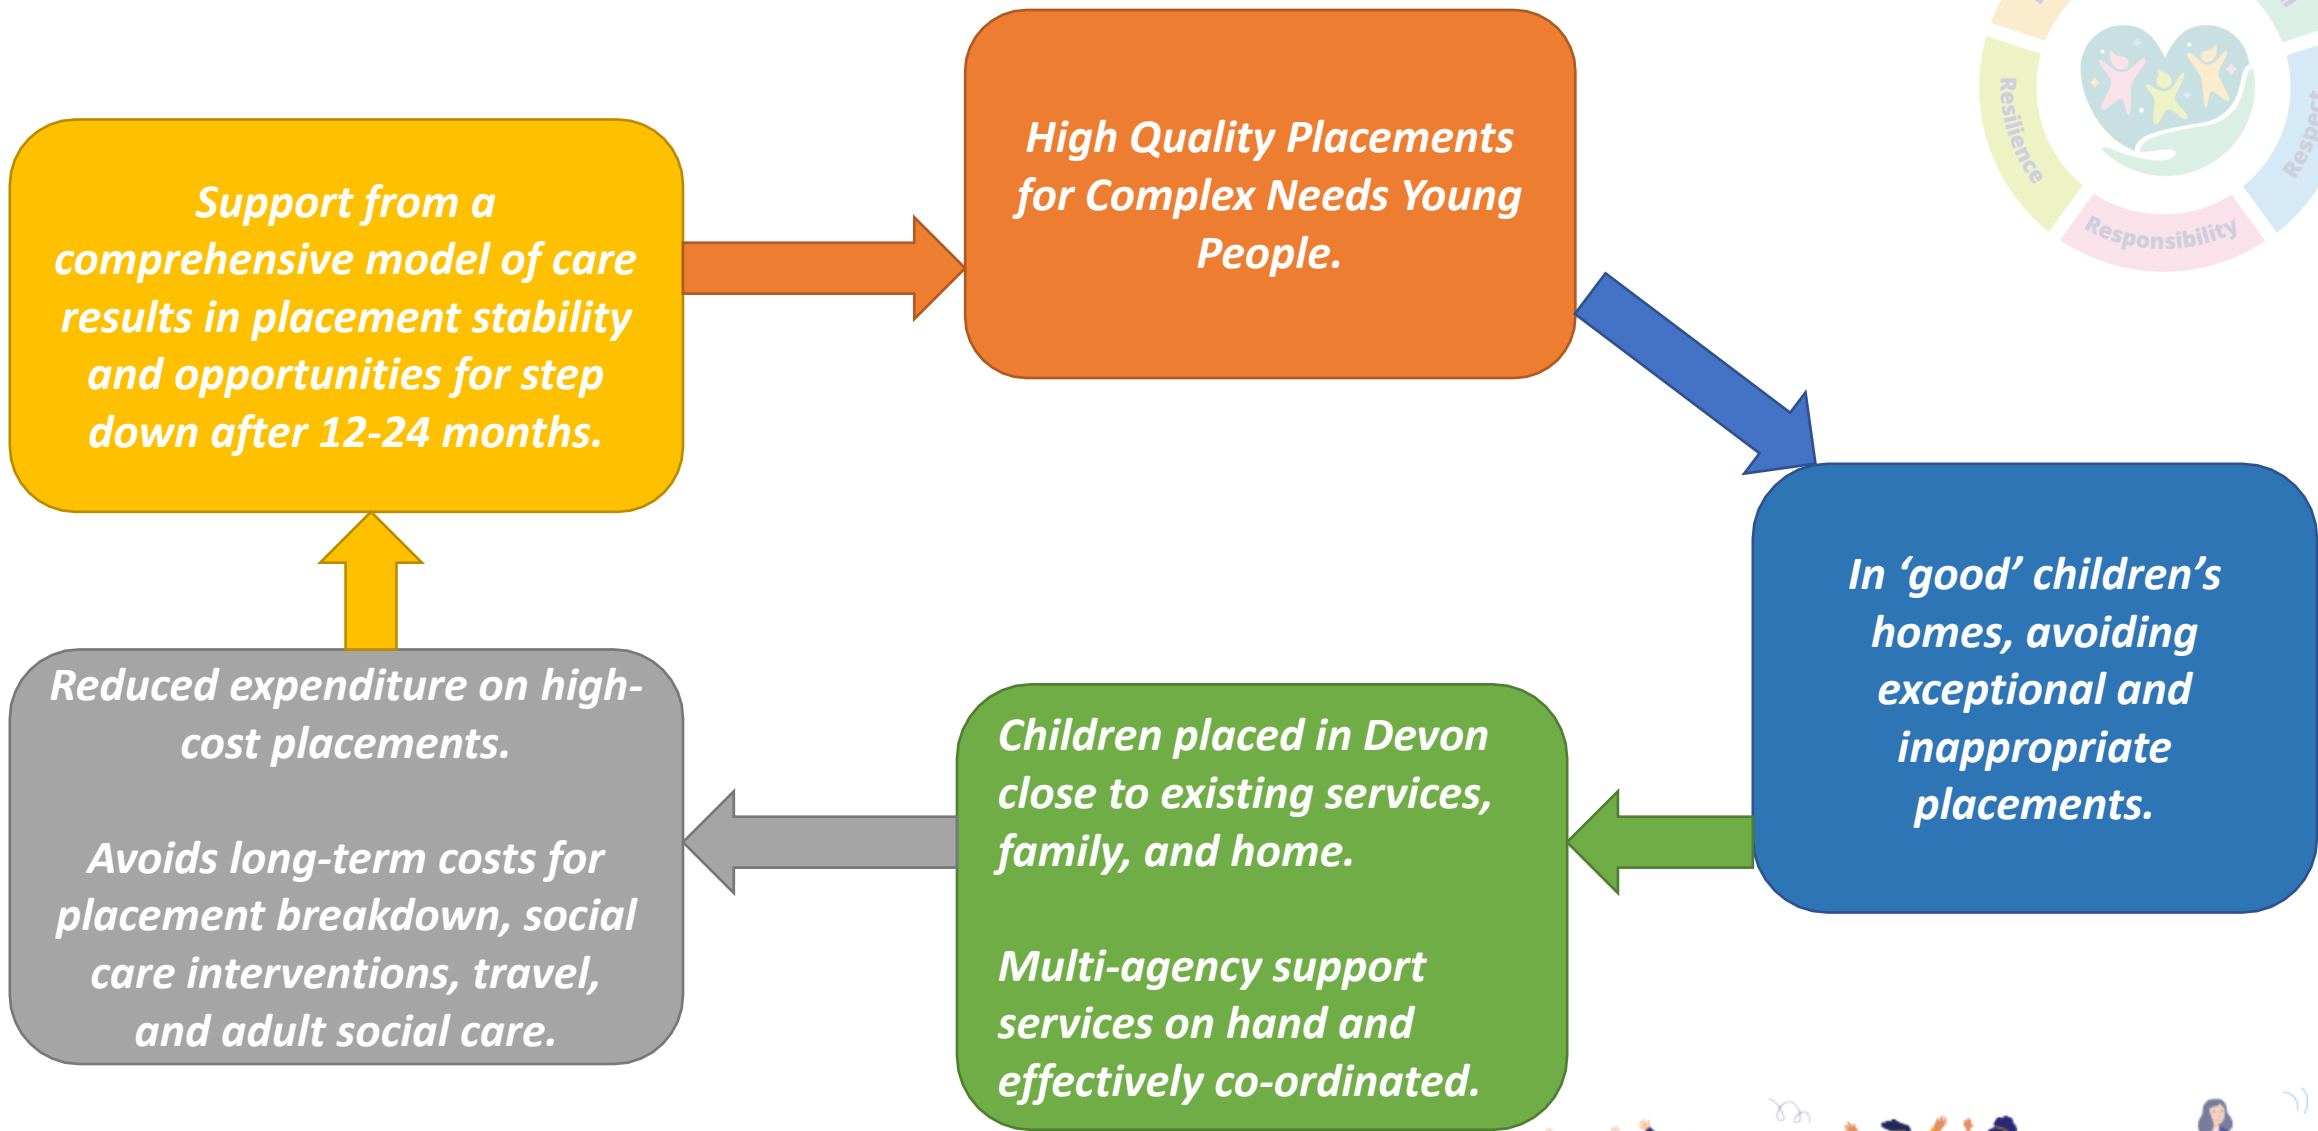 High Quality Placements
for Complex Needs Young
People.
Support from a
comprehensive model of care
results in placement stability
and opportunities for step
down after 12-24 months.
In ‘good’ children’s
homes, avoiding
exceptional and
inappropriate
placements.
Children placed in Devon
close to existing services,
family, and home.
Multi-agency support
services on hand and
effectively co-ordinated.
Reduced expenditure on high-
cost placements.
Avoids long-term costs for
placement breakdown, social
care interventions, travel,
and adult social care.
Resilience
Responsibility
Respect